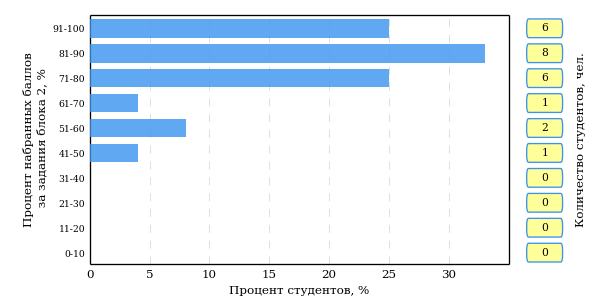 91-100 6
81-90 8
71-80 6
61-70 1
51-60 2
41-50 1
31-40 0
21-30 0
11-20 0
0-10 0
Процент набранных баллов
за задания блока 2, %
Количество студентов, чел.
0 5 10 15 20 25 30
Процент студентов, %